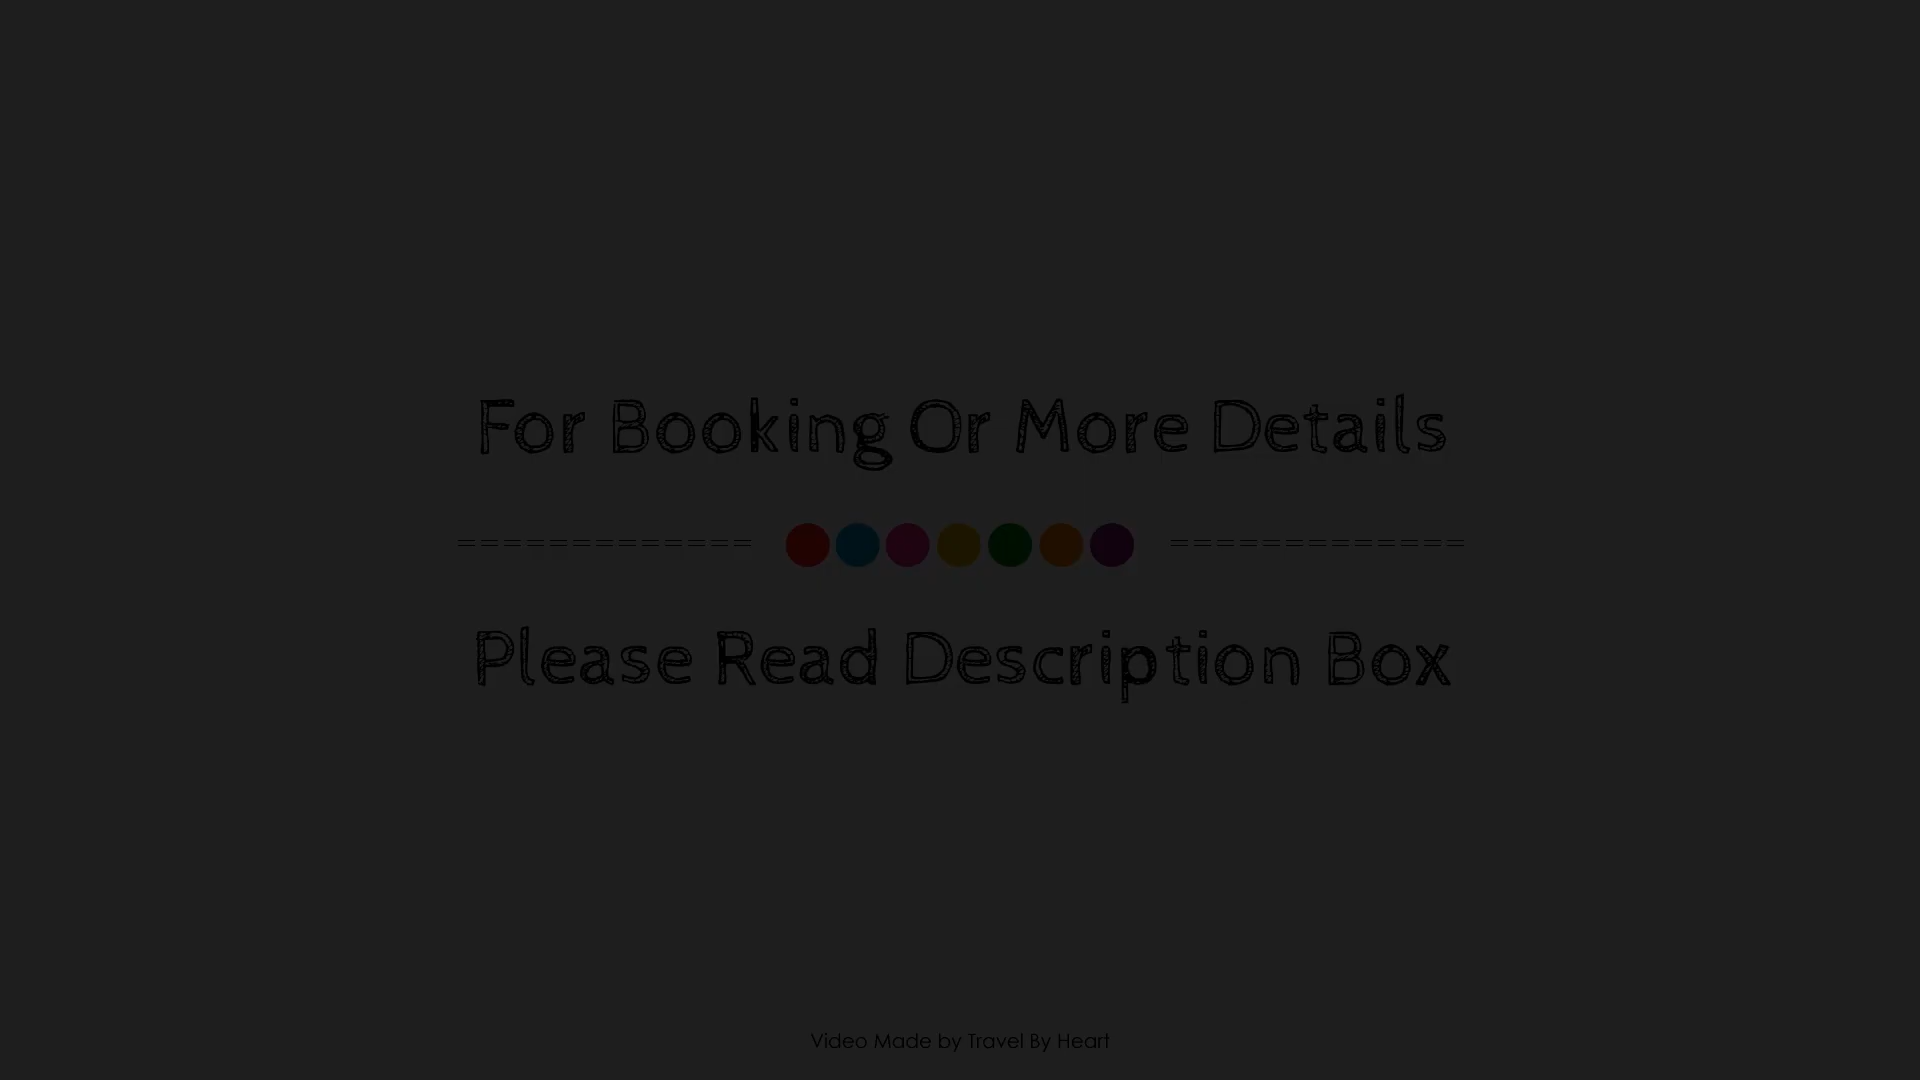 For Booking Or More Details
============= =============
Please Read Description Box
Video Made by Travel By Heart